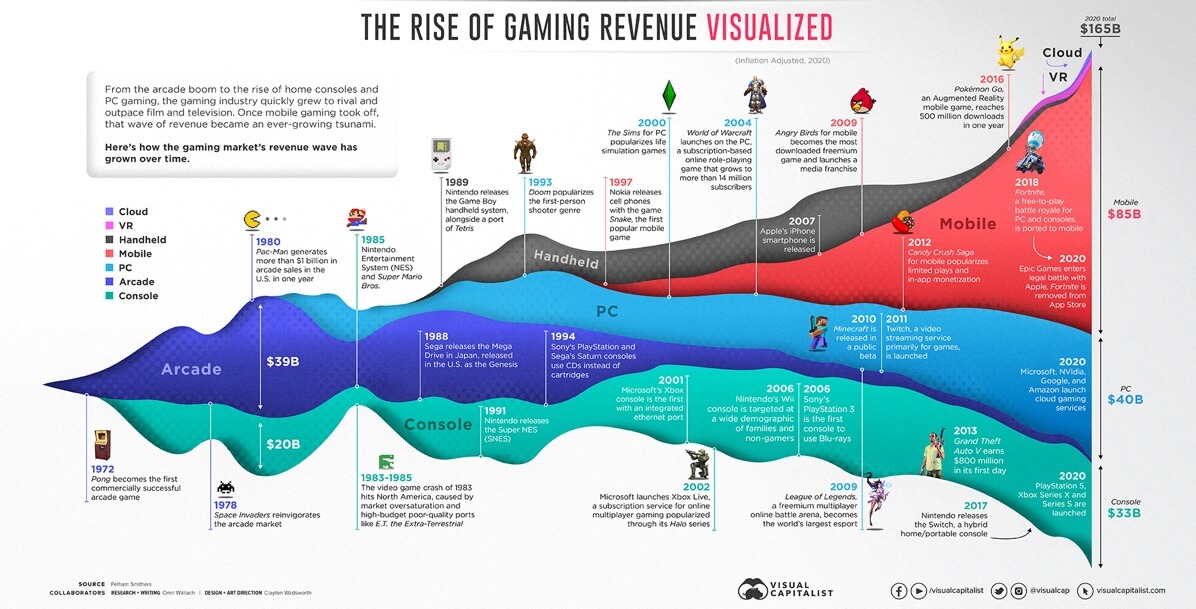 THE RISE OF GAMING REVENUE VISUALIZED
(Inflation Adjusted, 2020)
2020 total
$165B
From the arcade boom to the rise of home consoles and
PC gaming, the gaming industry quickly grew to rival and
outpace film and television. Once mobile gaming took off,
that wave of revenue became an ever-growing tsunami.
Here's how the gaming market's revenue wave has
grown over time.
Cloud
VR
Handheld
Mobile
PC
Arcade
Console
1972
Pong becomes the first
commercially successful
arcade game
1978
Space Invaders reinvigorates
the arcade market
1980
Pac-Man generates
more than $1 billion in
arcade sales in the
U.S. in one year
1985
Nintendo
Entertainment
System (NES)
and Super Mario
Bros.
1983-1985
The video game crash of 1983
hits North America, caused by
market oversaturation and
high-budget poor-quality ports
like E.T. the Extra-Terrestrial
1989
Nintendo releases
the Game Boy
handheld system,
alongside a port
of Tetris
1993
Doom popularizes
the first-person
shooter genre
1997
Nokia releases
cell phones
with the game
Snake, the first
popular mobile
game
2000
The Sims for PC
popularizes life
simulation games
2004
World of Warcraft
launches on the PC,
a subscription-based
online role-playing
game that grows to
more than 14 million
subscribers
2009
Angry Birds for mobile
becomes the most
downloaded freemium
game and launches a
media franchise
2016
Pokémon Go,
an Augmented Reality
mobile game, reaches
500 million downloads
in one year
Cloud
VR
2007
Apple's iPhone
smartphone is
released
Handheld
Mobile
2012
Candy Crush Saga
for mobile popularizes
limited plays and
in-app monetization
2018
Fortnite,
a free-to-play
battle royale for
PC and consoles,
is ported to mobile
2020
Epic Games enters
legal battle with
Apple. Fortnite is
removed from
App Store
Mobile
$85B
PC
2010
Minecraft is
released in
a public
beta
2011
Twitch, a video
streaming service
primarily for games,
is launched
2020
Microsoft, NVidia,
Google, and
Amazon launch
cloud gaming
services
PC
$40B
Arcade
$39B
1988
Sega releases the Mega
Drive in Japan, released
in the U.S. as the Genesis
1994
Sony's PlayStation and
Sega's Saturn consoles
use CDs instead of
cartridges
$20B
Console
1991
Nintendo releases
the Super NES
(SNES)
2001
Microsoft's Xbox
console is the first
with an integrated
ethernet port
2006
Nintendo's Wii
console is targeted at
a wide demographic
of families and
non-gamers
2006
Sony's
PlayStation 3
is the first
console to
use Blu-rays
2013
Grand Theft
Auto V earns
$800 million
in its first day
2020
PlayStation 5,
Xbox Series X and
Series S are
launched
Console
$33B
2002
Microsoft launches Xbox Live,
a subscription service for online
multiplayer gaming popularized
through its Halo series
2009
League of Legends,
a freemium multiplayer
online battle arena, becomes
the world's largest esport
2017
Nintendo releases
the Switch, a hybrid
home/portable console
SOURCE Pelham Smithers
COLLABORATORS RESEARCH + WRITING Omri Wallach | DESIGN + ART DIRECTION Clayton Wadsworth
VISUAL
CAPITALIST
/visualcapitalist
@visualcap
visualcapitalist.com